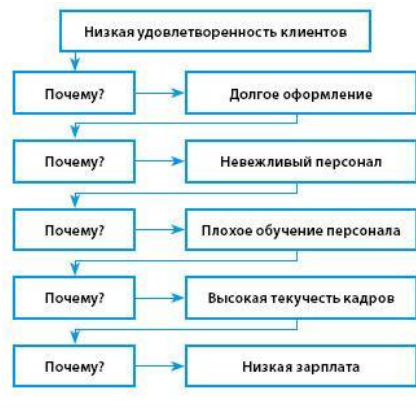 Низкая удовлетворенность клиентов
Почему?
Долгое оформление
Почему?
Невежливый персонал
Почему?
Плохое обучение персонала
Почему?
Высокая текучесть кадров
Почему?
Низкая зарплата